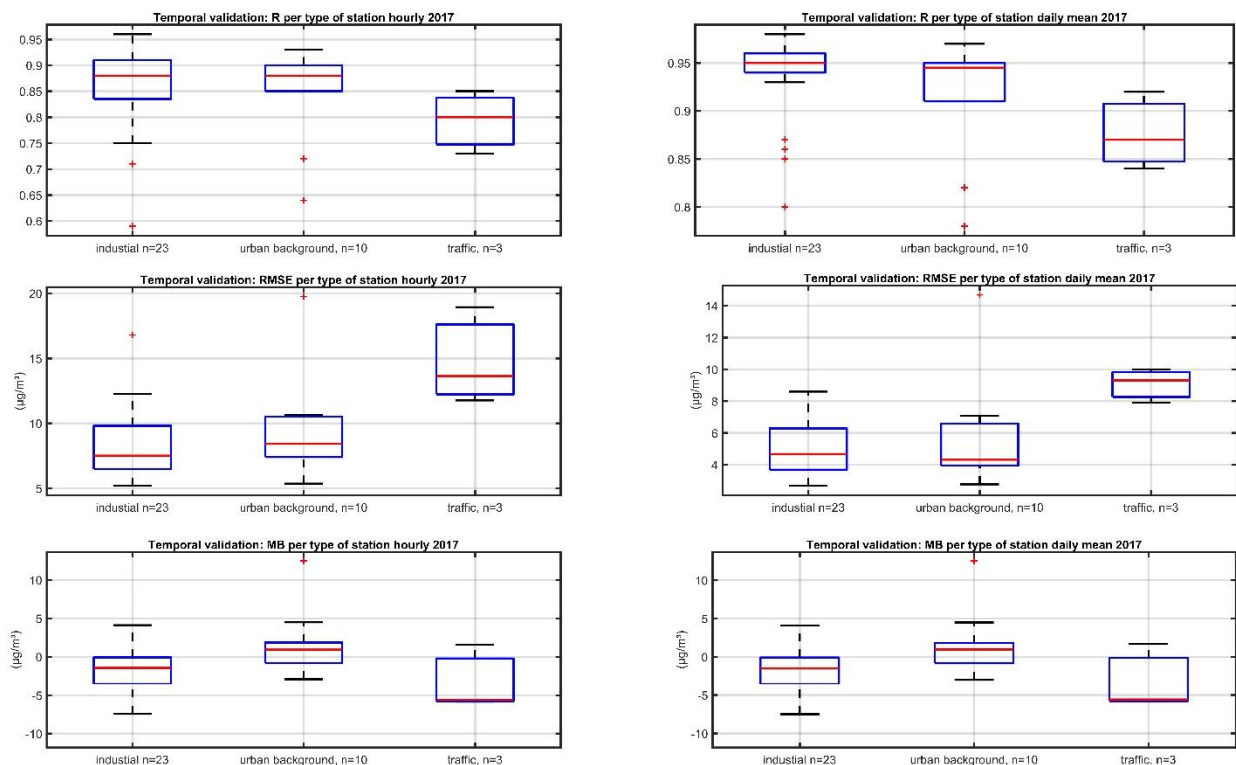 Temporal validation: R per type of station hourly 2017
0.95
0.9
0.85
0.8
0.75
0.7
0.65
0.6
industial n=23 urban background, n=10 traffic, n=3
Temporal validation: R per type of station daily mean 2017
0.95
0.9
0.85
0.8
industrial n=23 urban background, n=10 traffic, n=3
Temporal validation: RMSE per type of station hourly 2017
(µg/m³)
20
15
10
5
industial n=23 urban background, n=10 traffic, n=3
Temporal validation: RMSE per type of station daily mean 2017
(µg/m³)
14
12
10
8
6
4
industial n=23 urban background, n=10 traffic, n=3
Temporal validation: MB per type of station hourly 2017
(µg/m³)
10
5
0
-5
-10
industial n=23 urban background, n=10 traffic, n=3
Temporal validation: MB per type of station daily mean 2017
(µg/m³)
10
5
0
-5
-10
industial n=23 urban background, n=10 traffic, n=3